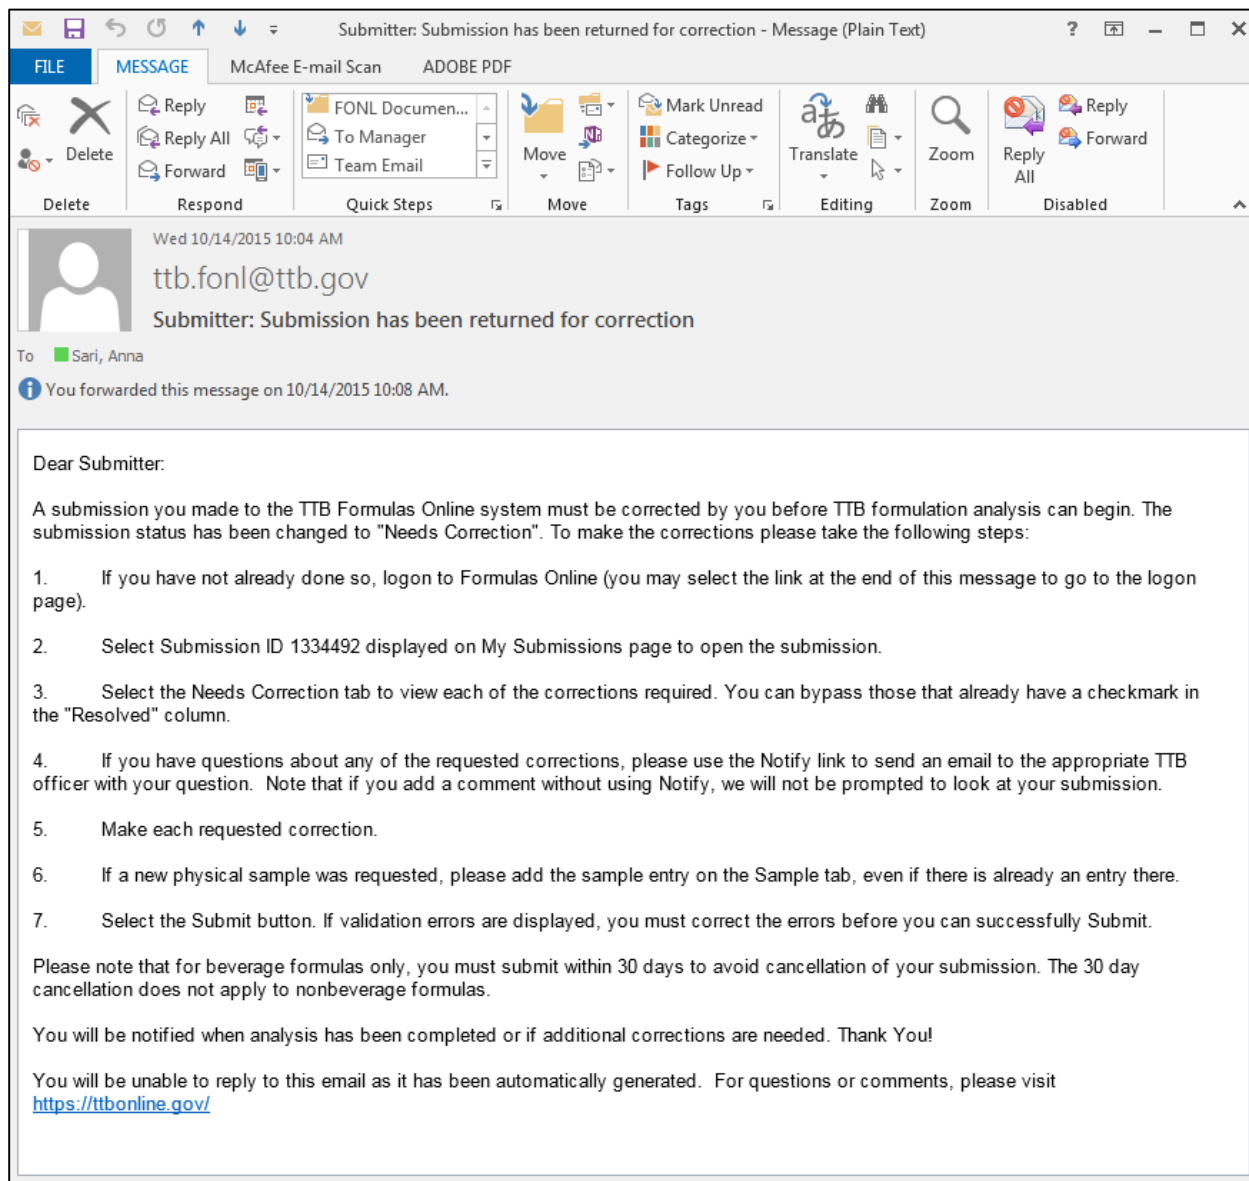 Submitter: Submission has been returned for correction - Message (Plain Text)
FILE MESSAGE McAfee E-mail Scan ADOBE PDF
Delete
Reply
Reply All
Forward
FONL Documen...
To Manager
Team Email
Move
Mark Unread
Categorize
Follow Up
Translate
Zoom
Reply All
Reply
Forward
Delete Respond Quick Steps Move Tags Editing Zoom Disabled
Wed 10/14/2015 10:04 AM
ttb.fonl@ttb.gov
Submitter: Submission has been returned for correction
To Sari, Anna
You forwarded this message on 10/14/2015 10:08 AM.
Dear Submitter:
A submission you made to the TTB Formulas Online system must be corrected by you before TTB formulation analysis can begin. The
submission status has been changed to "Needs Correction". To make the corrections please take the following steps:
1. If you have not already done so, logon to Formulas Online (you may select the link at the end of this message to go to the logon
page).
2. Select Submission ID 1334492 displayed on My Submissions page to open the submission.
3. Select the Needs Correction tab to view each of the corrections required. You can bypass those that already have a checkmark in
the "Resolved" column.
4. If you have questions about any of the requested corrections, please use the Notify link to send an email to the appropriate TTB
officer with your question. Note that if you add a comment without using Notify, we will not be prompted to look at your submission.
5. Make each requested correction.
6. If a new physical sample was requested, please add the sample entry on the Sample tab, even if there is already an entry there.
7. Select the Submit button. If validation errors are displayed, you must correct the errors before you can successfully Submit.
Please note that for beverage formulas only, you must submit within 30 days to avoid cancellation of your submission. The 30 day
cancellation does not apply to nonbeverage formulas.
You will be notified when analysis has been completed or if additional corrections are needed. Thank You!
You will be unable to reply to this email as it has been automatically generated. For questions or comments, please visit
https://ttbonline.gov/